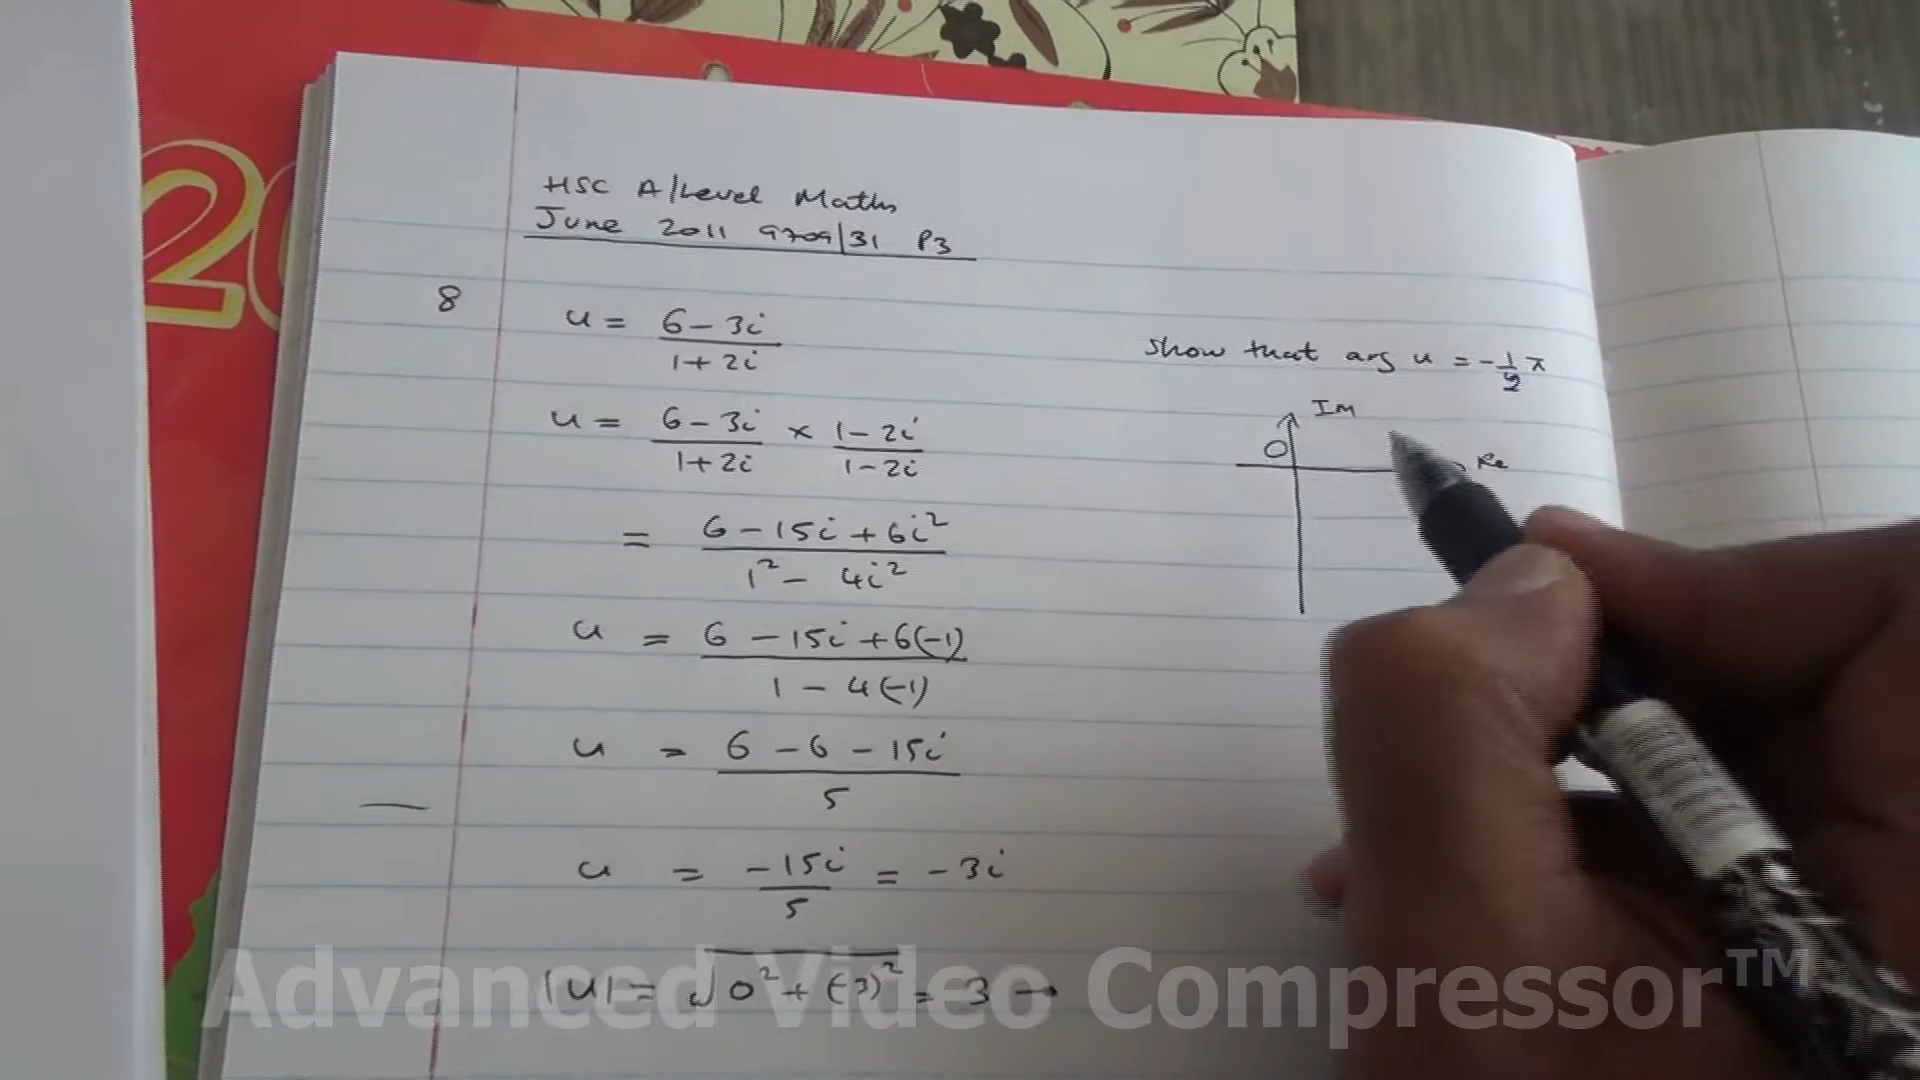 HSC A/Level Maths
June 2011 9709/31 P3
8
u = 6 - 3i / 1 + 2i
u = 6 - 3i / 1 + 2i × 1 - 2i / 1 - 2i
= 6 - 15i + 6i² / 1² - 4i²
u = 6 - 15i + 6(-1) / 1 - 4(-1)
u = 6 - 6 - 15i / 5
u = -15i / 5 = -3i
|u| = √0² + (-3)² = 3
Show that arg u = -1/2 π
Im
O
Re
20
Advanced Video Compressor™